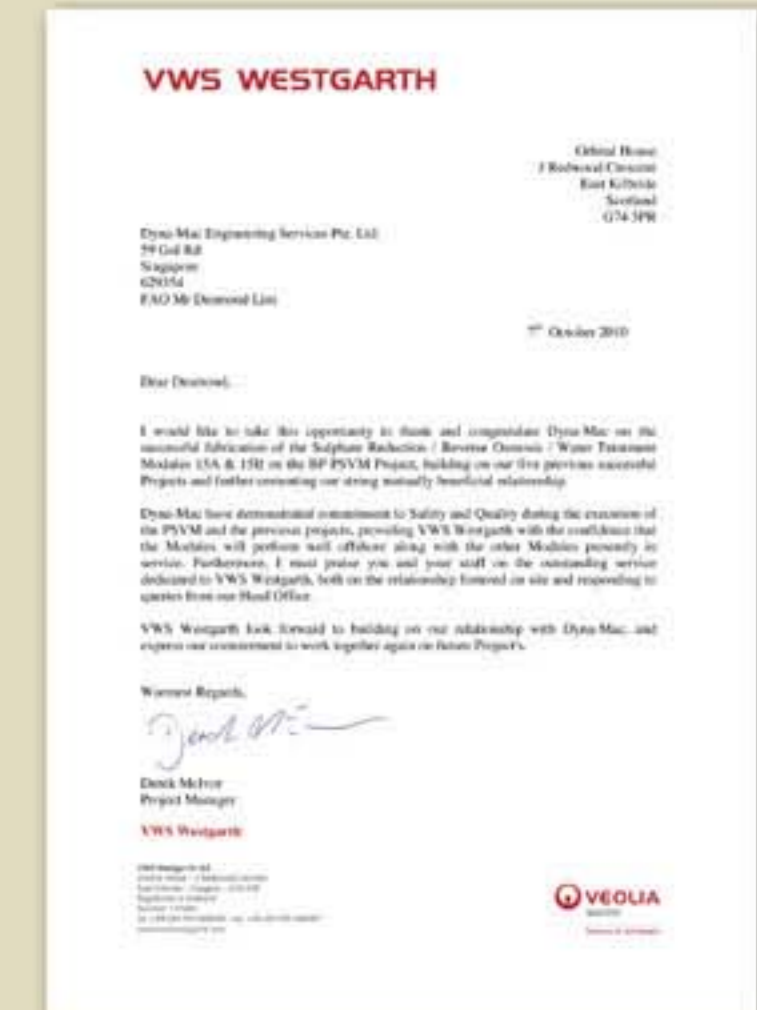 VWS WESTGARTH
Orbital House
3 Redwood Crescent
East Kilbride
Scotland
G74 5PR
Dyna-Mac Engineering Services Pte. Ltd
59 Gul Rd
Singapore
629354
FAO Mr Desmond Lim
7th October 2010
Dear Desmond,
I would like to take this opportunity to thank and congratulate Dyna-Mac on the
successful fabrication of the Sulphate Reduction / Reverse Osmosis / Water Treatment
Modules 15A & 15B on the BP PSVM Project, building on our five previous successful
Projects and further cementing our strong mutually beneficial relationship.
Dyna-Mac have demonstrated commitment to Safety and Quality during the execution of
the PSVM and the previous projects, providing VWS Westgarth with the confidence that
the Modules will perform well offshore along with the other Modules presently in
service. Furthermore, I must praise you and your staff on the outstanding service
dedicated to VWS Westgarth, both on the relationship fostered on site and responding to
queries from our Head Office.
VWS Westgarth look forward to building on our relationship with Dyna-Mac, and
express our commitment to work together again on future Project's.
Warmest Regards,
Derek McIvor
Project Manager
VWS Westgarth
VEOLIA